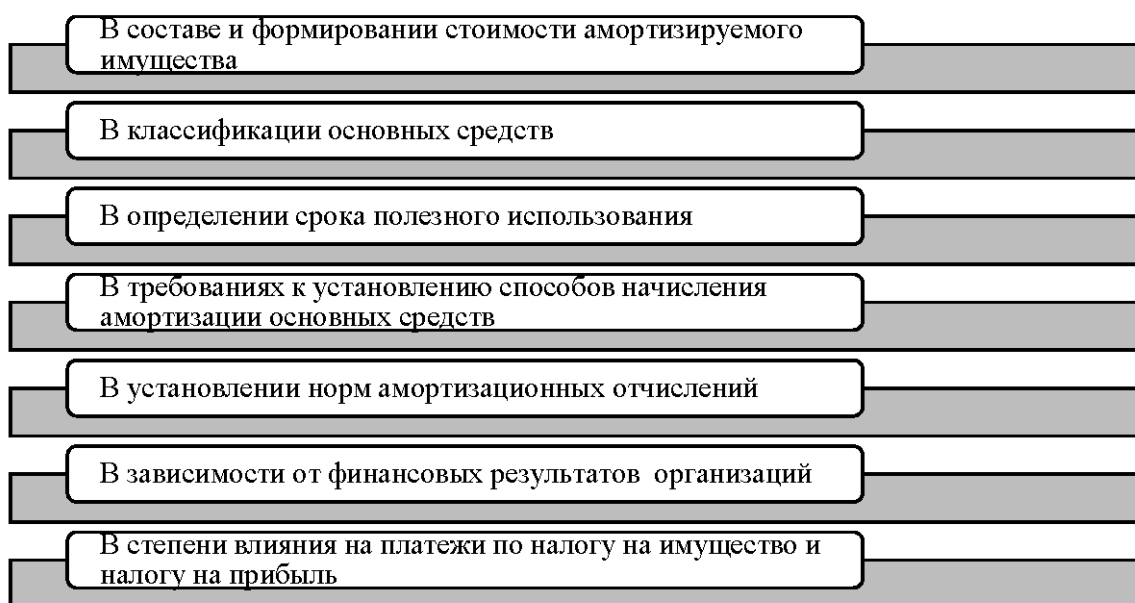 В составе и формировании стоимости амортизируемого
имущества
В классификации основных средств
В определении срока полезного использования
В требованиях к установлению способов начисления
амортизации основных средств
В установлении норм амортизационных отчислений
В зависимости от финансовых результатов организаций
В степени влияния на платежи по налогу на имущество и
налогу на прибыль